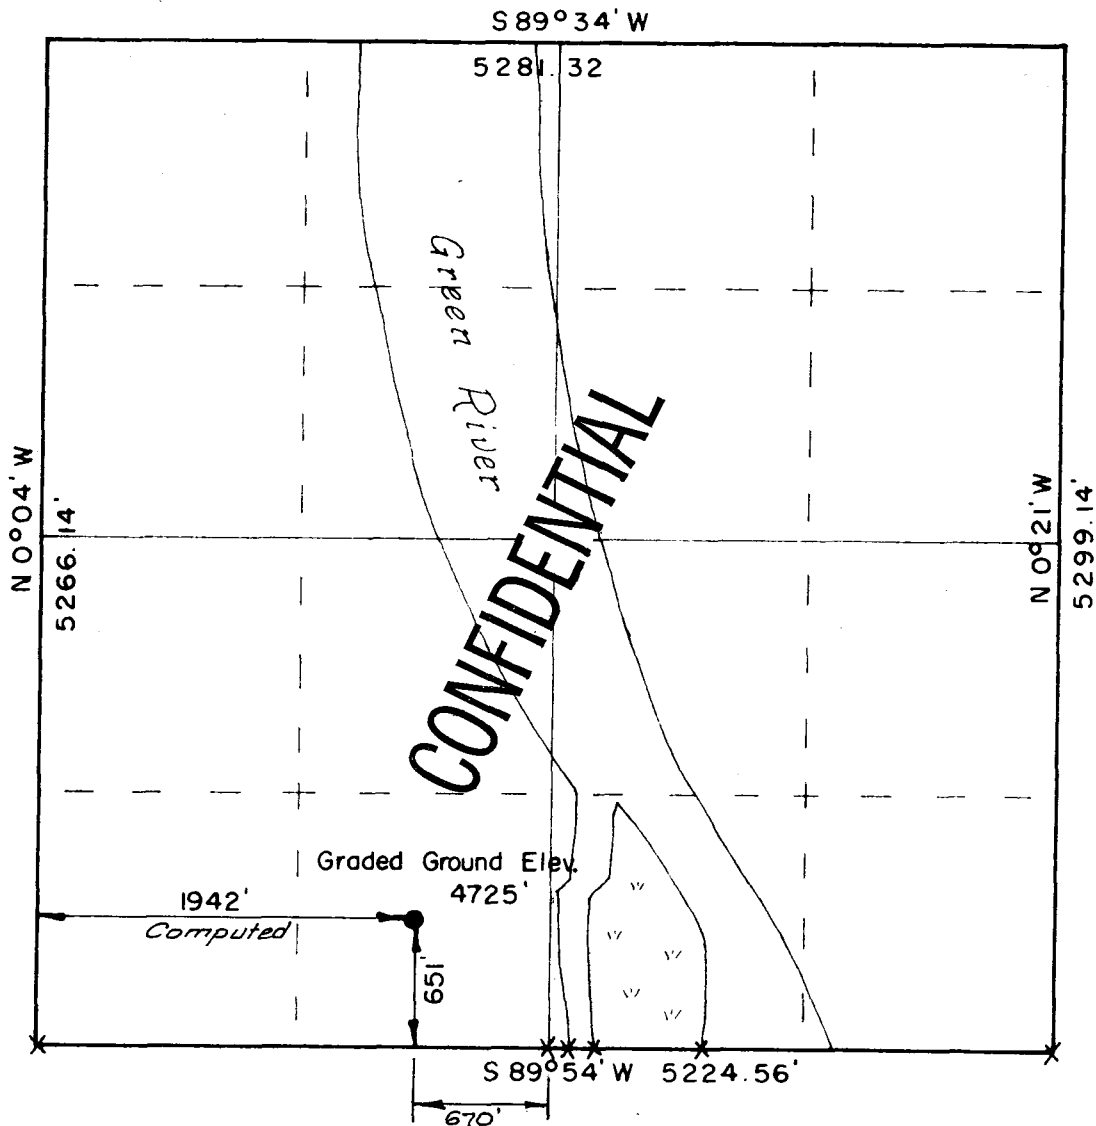 S 89° 34' W
5281.32
Green River
N 0° 04' W
5266.14'
CONFIDENTIAL
N 0° 21' W
5299.14'
Graded Ground Elev.
4725'
1942'
Computed
651'
S 89° 54' W 5224.56'
670'